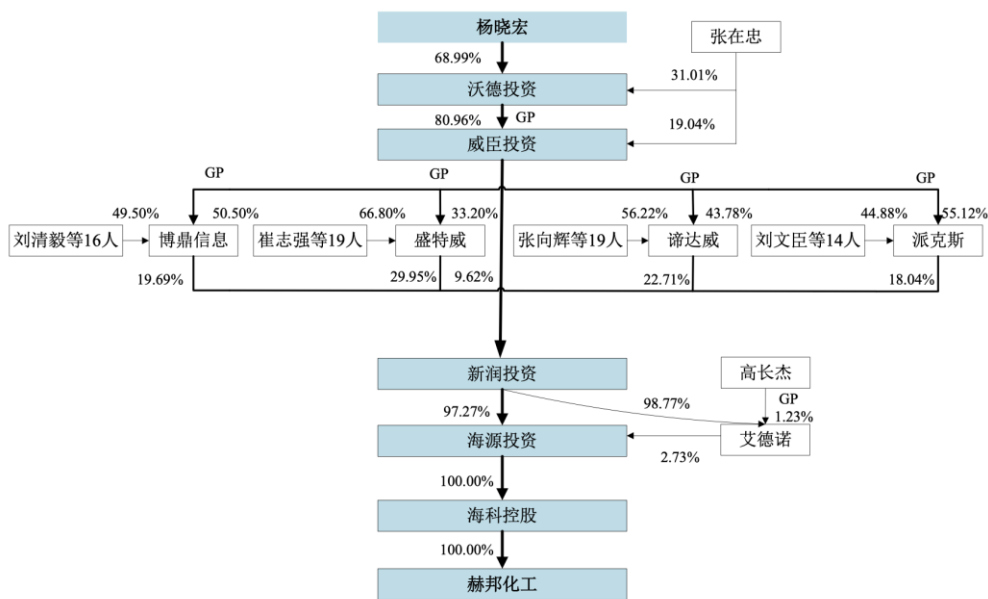 杨晓宏
张在忠
68.99%
31.01%
沃德投资
80.96%
GP
19.04%
威臣投资
GP
GP
GP
GP
49.50%
50.50%
66.80%
33.20%
56.22%
43.78%
44.88%
55.12%
刘清毅等16人
博鼎信息
崔志强等19人
盛特威
张向辉等19人
谛达威
刘文臣等14人
派克斯
19.69%
29.95%
9.62%
22.71%
18.04%
新润投资
高长杰
98.77%
GP
97.27%
1.23%
海源投资
艾德诺
2.73%
100.00%
海科控股
100.00%
赫邦化工